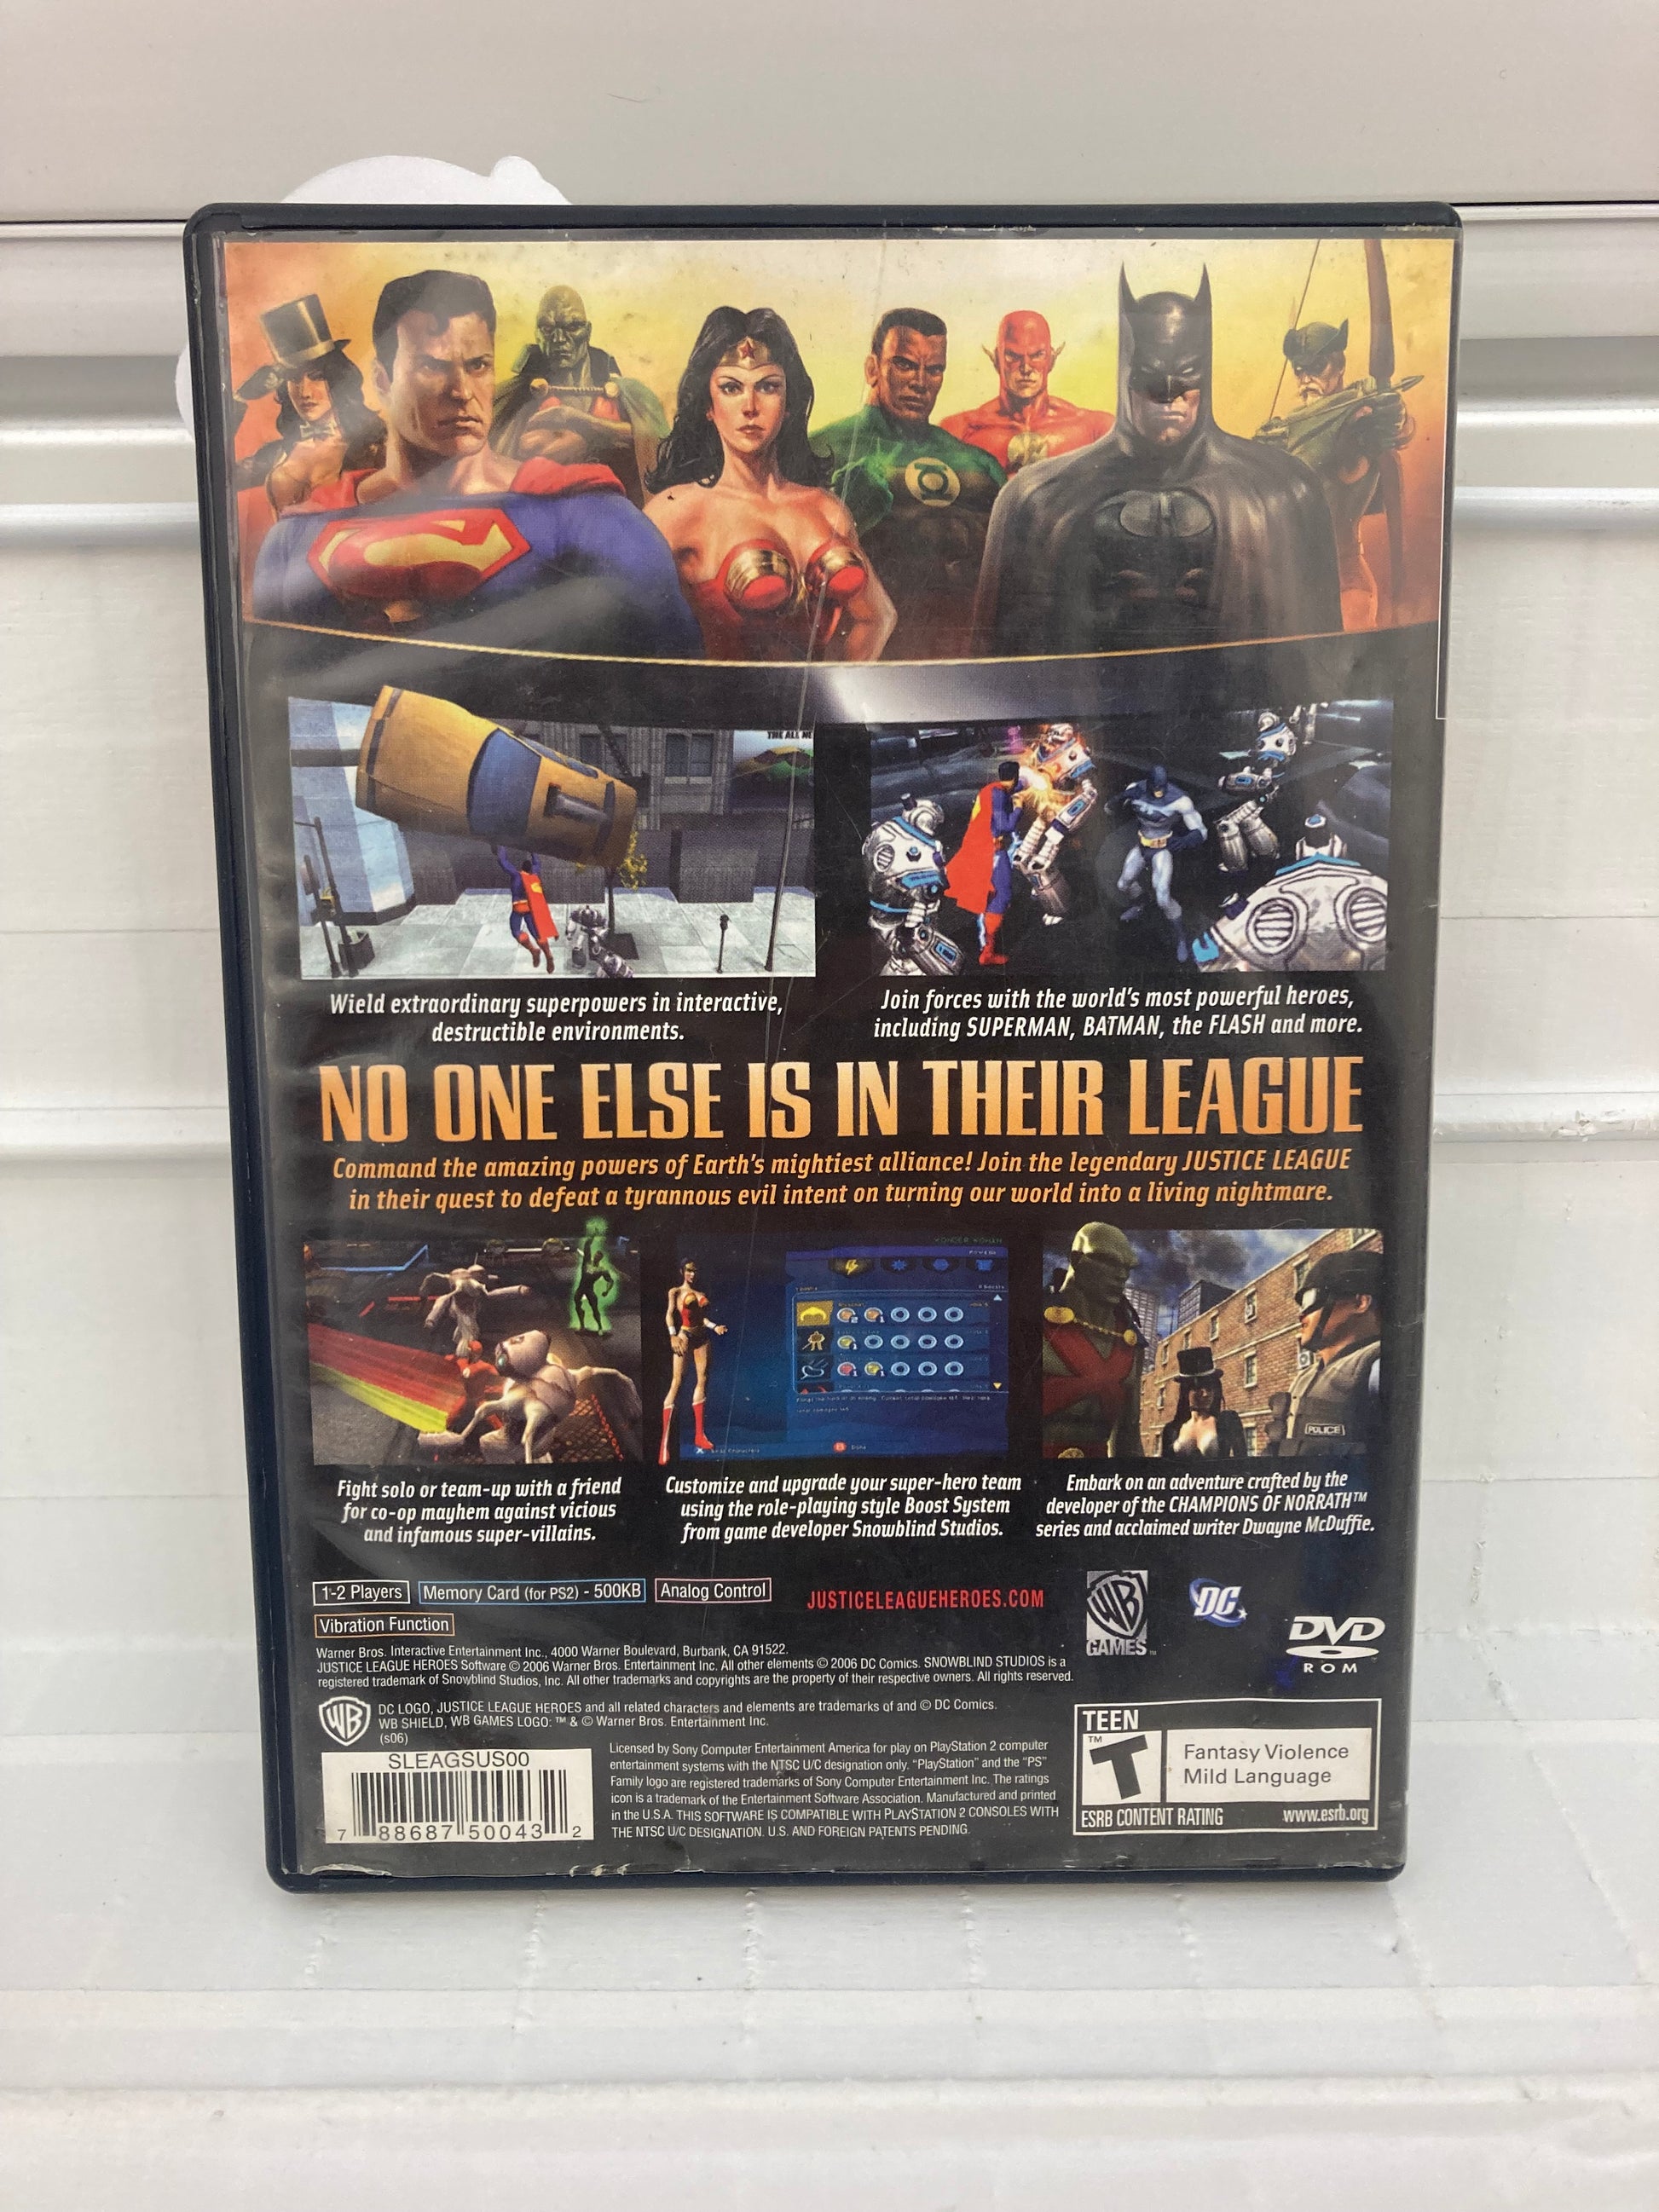 THE ALL NE
Wield extraordinary superpowers in interactive,
destructible environments.
Join forces with the world's most powerful heroes,
including SUPERMAN, BATMAN, the FLASH and more.
NO ONE ELSE IS IN THEIR LEAGUE
Command the amazing powers of Earth's mightiest alliance! Join the legendary JUSTICE LEAGUE
in their quest to defeat a tyrannous evil intent on turning our world into a living nightmare.
WONDER WOMAN
POLICE
Fight solo or team-up with a friend
for co-op mayhem against vicious
and infamous super-villains.
Customize and upgrade your super-hero team
using the role-playing style Boost System
from game developer Snowblind Studios.
Embark on an adventure crafted by the
developer of the CHAMPIONS OF NORRATH™
series and acclaimed writer Dwayne McDuffie.
1-2 Players
Memory Card (for PS2) - 500KB
Analog Control
Vibration Function
JUSTICELEAGUEHEROES.COM
WB
GAMES™
DC
DVD
ROM
Warner Bros. Interactive Entertainment Inc., 4000 Warner Boulevard, Burbank, CA 91522.
JUSTICE LEAGUE HEROES Software © 2006 Warner Bros. Entertainment Inc. All other elements © 2006 DC Comics. SNOWBLIND STUDIOS is a
registered trademark of Snowblind Studios, Inc. All other trademarks and copyrights are the property of their respective owners. All rights reserved.
WB
DC LOGO, JUSTICE LEAGUE HEROES and all related characters and elements are trademarks of and © DC Comics.
WB SHIELD, WB GAMES LOGO: ™ & © Warner Bros. Entertainment Inc.
(s06)
SLEAGSUS00
7 88687 50043 2
Licensed by Sony Computer Entertainment America for play on PlayStation 2 computer
entertainment systems with the NTSC U/C designation only. "PlayStation" and the "PS"
Family logo are registered trademarks of Sony Computer Entertainment Inc. The ratings
icon is a trademark of the Entertainment Software Association. Manufactured and printed
in the U.S.A. THIS SOFTWARE IS COMPATIBLE WITH PLAYSTATION 2 CONSOLES WITH
THE NTSC U/C DESIGNATION. U.S. AND FOREIGN PATENTS PENDING.
TEEN
T™
Fantasy Violence
Mild Language
ESRB CONTENT RATING
www.esrb.org